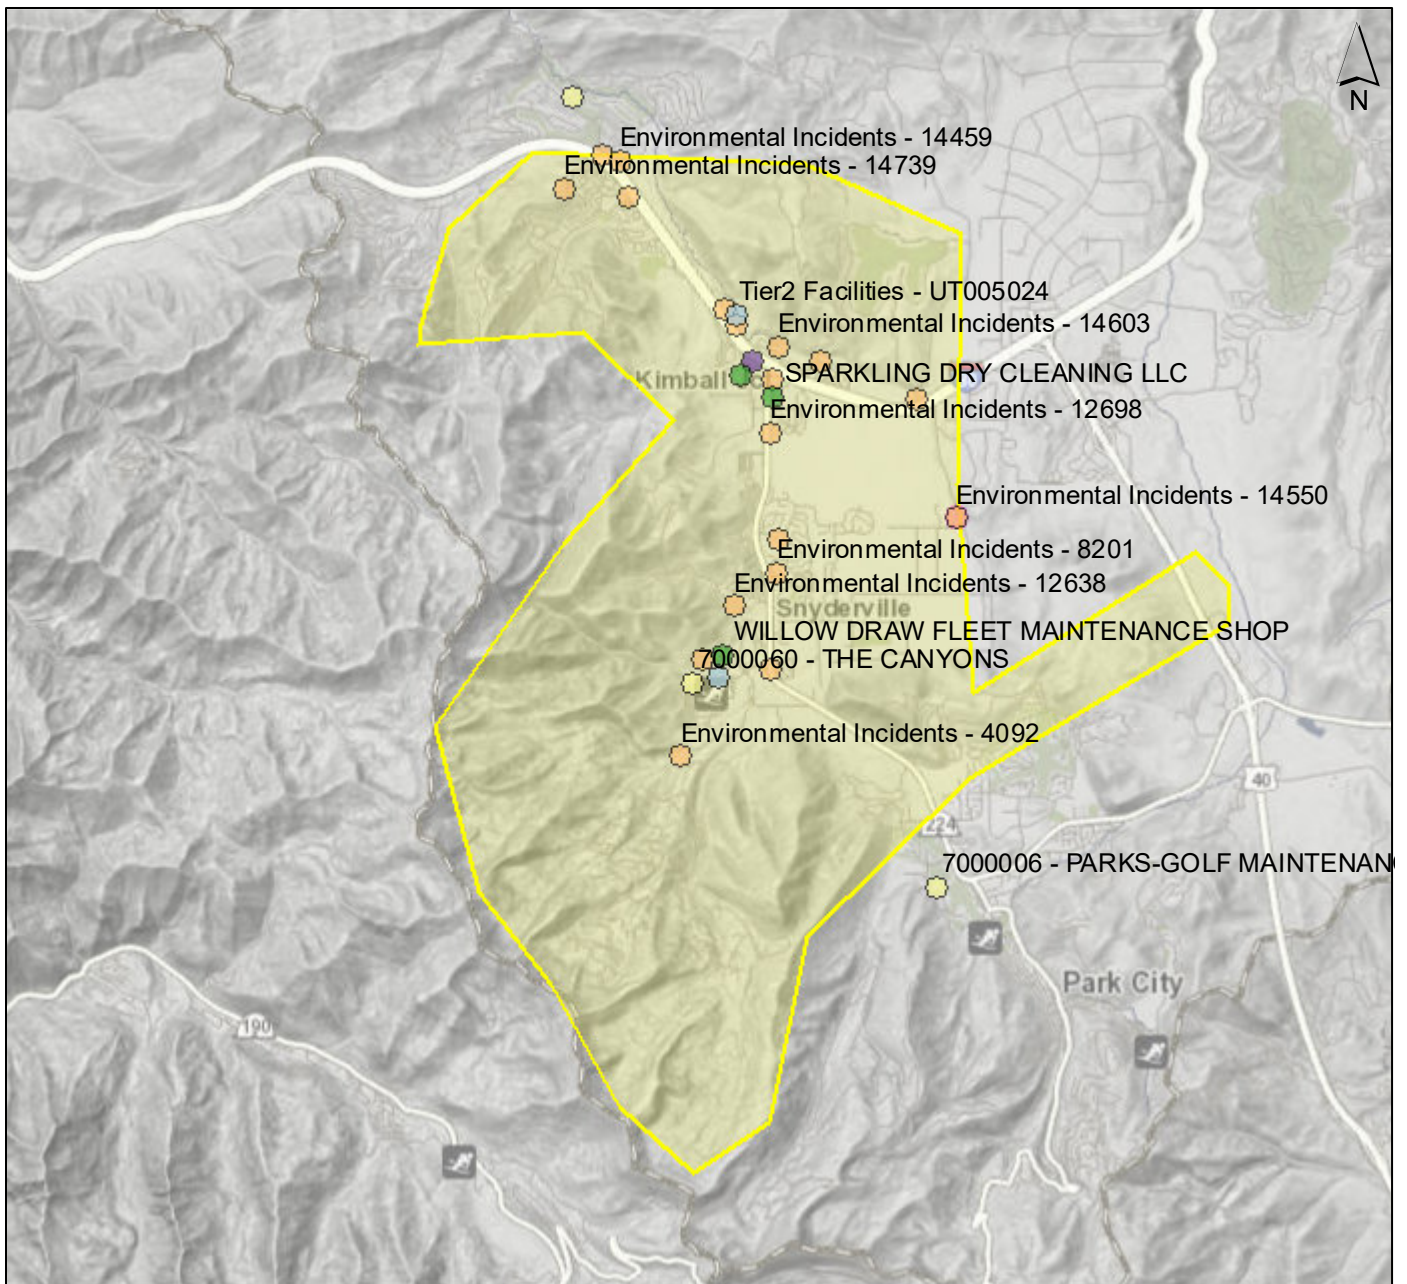 N
Environmental Incidents - 14459
Environmental Incidents - 14739
Tier2 Facilities - UT005024
Environmental Incidents - 14603
SPARKLING DRY CLEANING LLC
Kimball
Environmental Incidents - 12698
Environmental Incidents - 14550
Environmental Incidents - 8201
Environmental Incidents - 12638
Snyderville
WILLOW DRAW FLEET MAINTENANCE SHOP
7000060 - THE CANYONS
Environmental Incidents - 4092
40
224
7000006 - PARKS-GOLF MAINTENAN
Park City
190